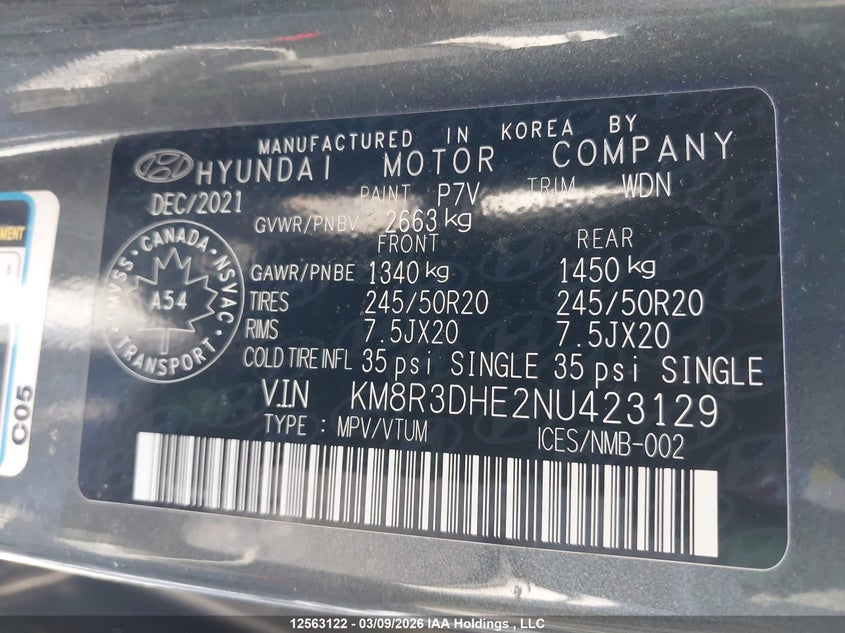 MANUFACTURED IN KOREA BY
HYUNDAI MOTOR COMPANY
DEC/2021 PAINT P7V TRIM WDN
GVWR/PNBV 2663 kg
FRONT REAR
GAWR/PNBE 1340 kg 1450 kg
TIRES 245/50R20 245/50R20
RIMS 7.5JX20 7.5JX20
COLD TIRE INFL 35 psi SINGLE 35 psi SINGLE
V.I.N KM8R3DHE2NU423129
TYPE : MPV/VTUM ICES/NMB-002
CANADA
CMVSS NSVAC
A54
TRANSPORT
C05
12563122 - 03/09/2026 IAA Holdings , LLC